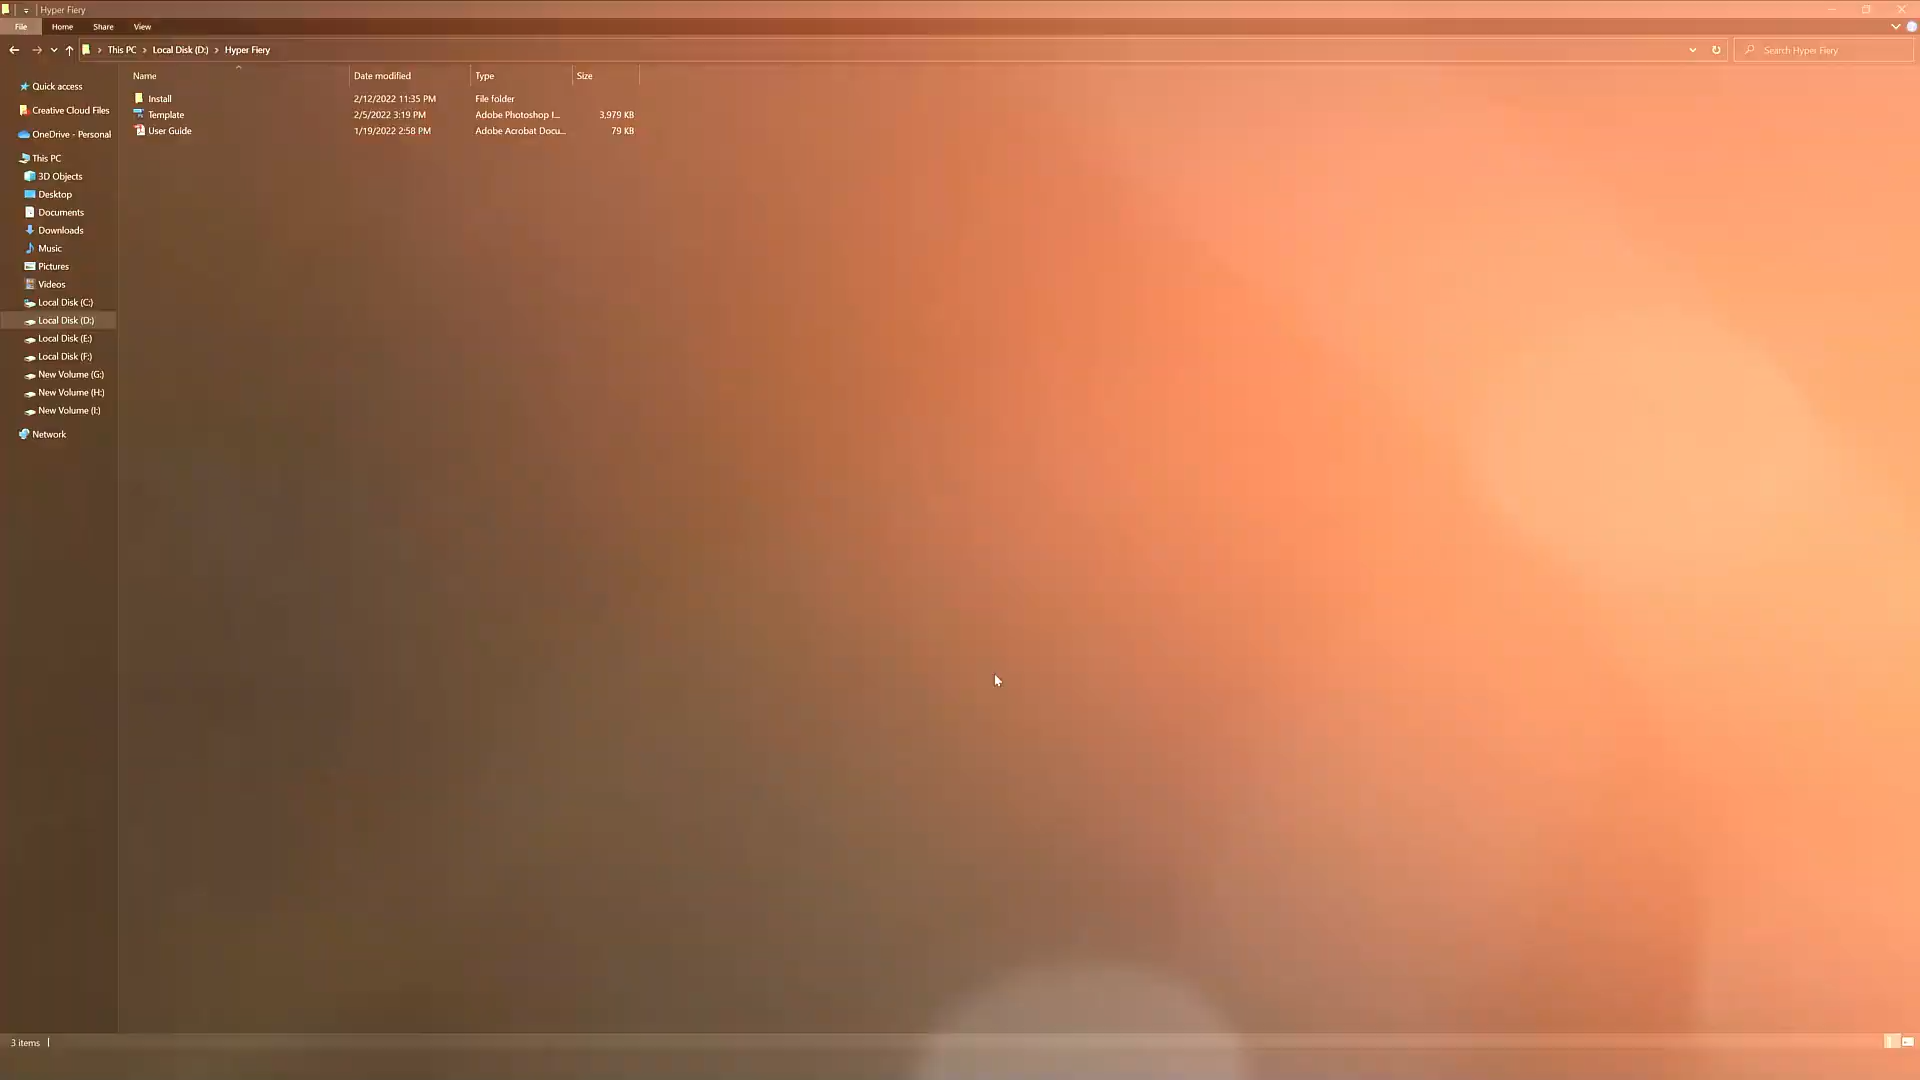 Hyper Fiery
File Home Share View
This PC > Local Disk (D:) > Hyper Fiery
Search Hyper Fiery
Name Date modified Type Size
Install 2/12/2022 11:35 PM File folder
Template 2/5/2022 3:19 PM Adobe Photoshop I... 3,979 KB
User Guide 1/19/2022 2:58 PM Adobe Acrobat Docu... 79 KB
Quick access
Creative Cloud Files
OneDrive - Personal
This PC
3D Objects
Desktop
Documents
Downloads
Music
Pictures
Videos
Local Disk (C:)
Local Disk (D:)
Local Disk (E:)
Local Disk (F:)
New Volume (G:)
New Volume (H:)
New Volume (I:)
Network
3 items